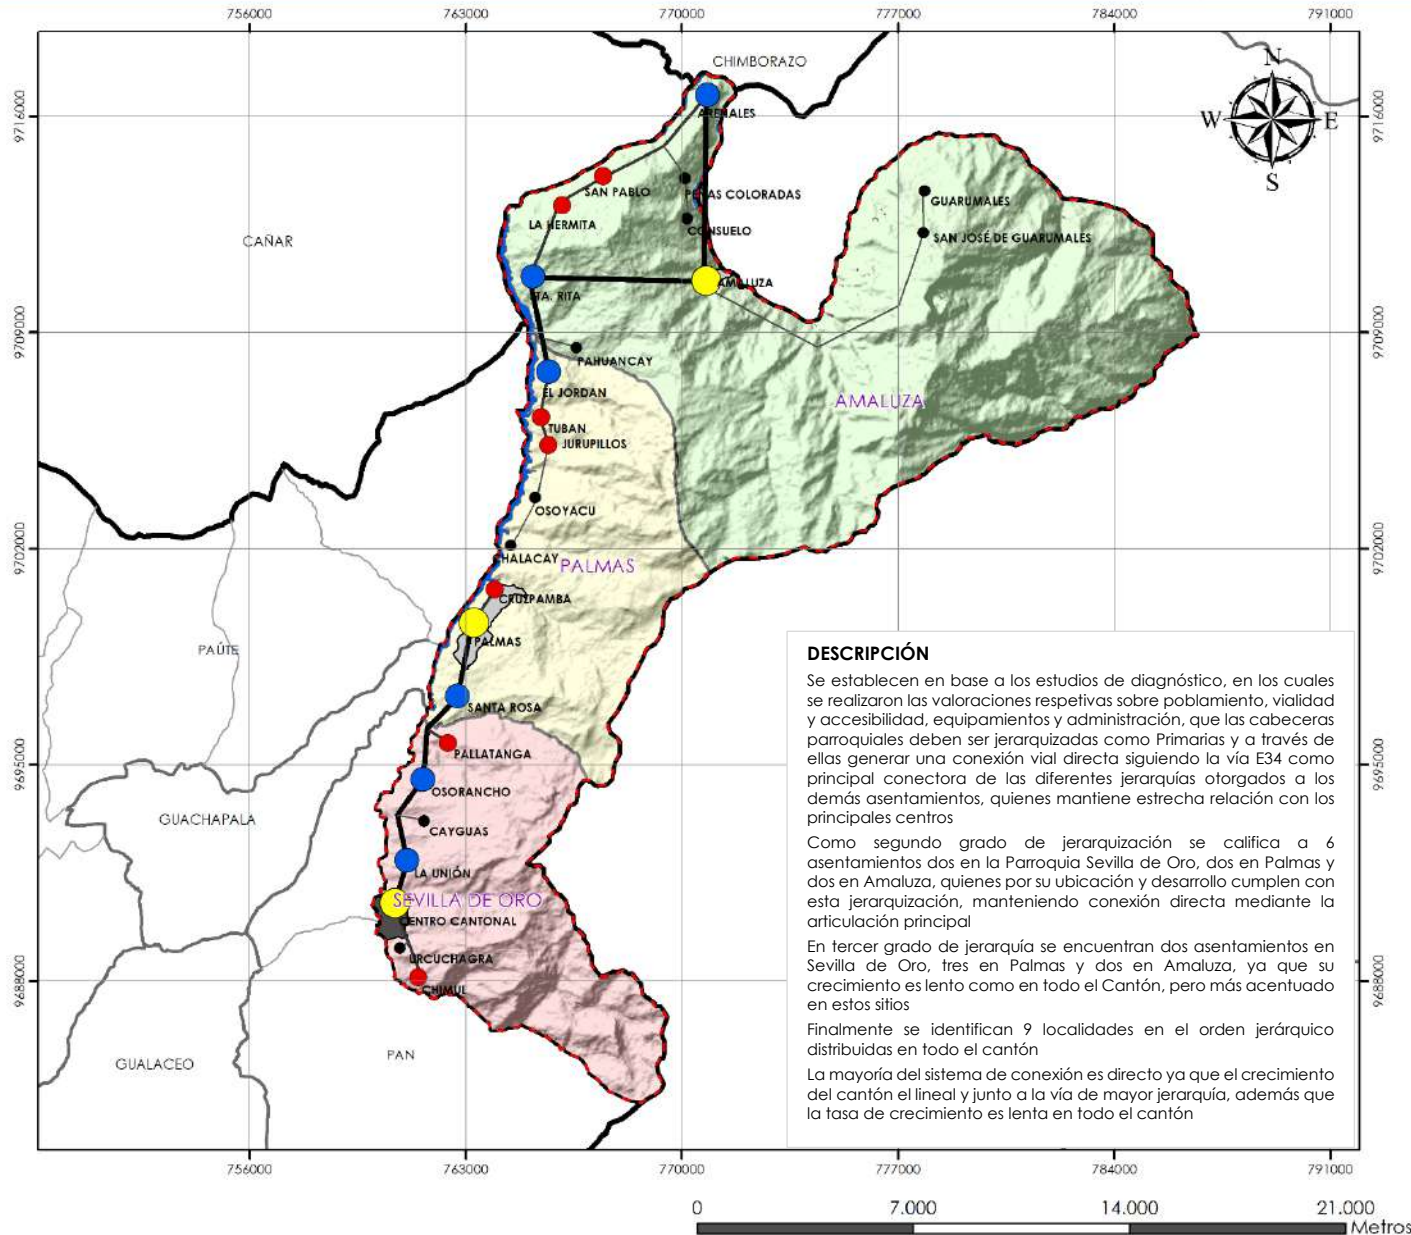 756000
763000
770000
777000
784000
791000
CHIMBORAZO
N
W
E
S
9716000
9716000
ARENALES
SAN PABLO
PEÑAS COLORADAS
GUARUMALES
LA HERMITA
CONSUELO
SAN JOSÉ DE GUARUMALES
CAÑAR
AMALUZA
STA. RITA
9709000
9709000
PAHUANCAY
EL JORDAN
AMALUZA
TUBAN
JURUPILLOS
OSOYACU
9702000
9702000
CHALACAY
PALMAS
CRUZPAMBA
PALMAS
PAÚTE
SANTA ROSA
PALLATANGA
9695000
9695000
OSORANCHO
GUACHAPALA
CAYGUAS
LA UNIÓN
SEVILLA DE ORO
CENTRO CANTONAL
URCUCHAGRA
9688000
9688000
CHIMUL
PAN
GUALACEO
DESCRIPCIÓN
Se establecen en base a los estudios de diagnóstico, en los cuales
se realizaron las valoraciones respetivas sobre poblamiento, vialidad
y accesibilidad, equipamientos y administración, que las cabeceras
parroquiales deben ser jerarquizadas como Primarias y a través de
ellas generar una conexión vial directa siguiendo la vía E34 como
principal conectora de las diferentes jerarquías otorgados a los
demás asentamientos, quienes mantiene estrecha relación con los
principales centros
Como segundo grado de jerarquización se califica a 6
asentamientos dos en la Parroquia Sevilla de Oro, dos en Palmas y
dos en Amaluza, quienes por su ubicación y desarrollo cumplen con
esta jerarquización, manteniendo conexión directa mediante la
articulación principal
En tercer grado de jerarquía se encuentran dos asentamientos en
Sevilla de Oro, tres en Palmas y dos en Amaluza, ya que su
crecimiento es lento como en todo el Cantón, pero más acentuado
en estos sitios
Finalmente se identifican 9 localidades en el orden jerárquico
distribuidas en todo el cantón
La mayoría del sistema de conexión es directo ya que el crecimiento
del cantón el lineal y junto a la vía de mayor jerarquía, además que
la tasa de crecimiento es lenta en todo el cantón
756000
763000
770000
777000
784000
791000
0
7.000
14.000
21.000
Metros